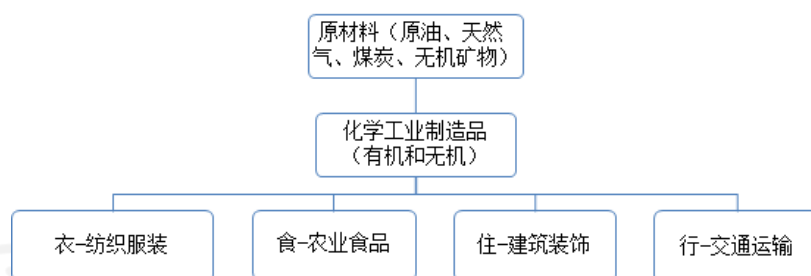 原材料（原油、天然
气、煤炭、无机矿物）
化学工业制造品
（有机和无机）
衣-纺织服装
食-农业食品
住-建筑装饰
行-交通运输